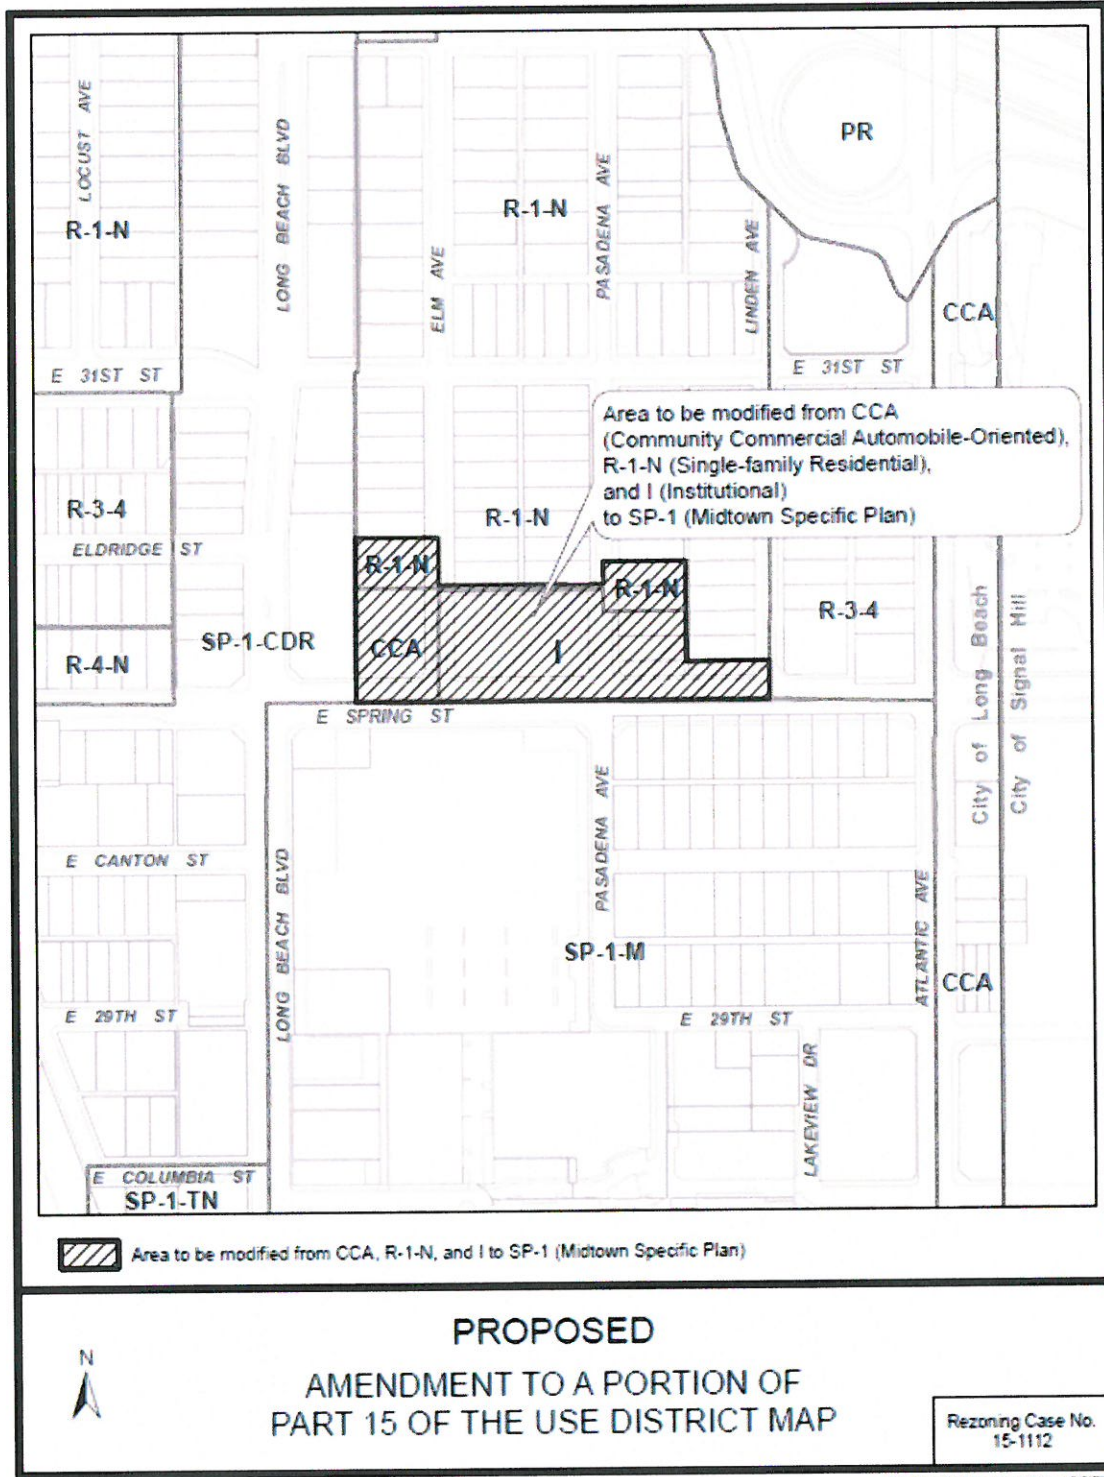 PR
LOCUST AVE
LONG BEACH BLVD
R-1-N
R-1-N
ELM AVE
PASADENA AVE
LINDEN AVE
CCA
E 31ST ST
E 31ST ST
Area to be modified from CCA
(Community Commercial Automobile-Oriented),
R-1-N (Single-family Residential),
and I (Institutional)
to SP-1 (Midtown Specific Plan)
R-3-4
R-1-N
ELDRIDGE ST
R-1-N
R-1-N
R-3-4
SP-1-CDR
CCA
I
R-4-N
City of Long Beach
City of Signal Hill
E SPRING ST
PASADENA AVE
E CANTON ST
LONG BEACH BLVD
ATLANTIC AVE
SP-1-M
CCA
E 29TH ST
E 29TH ST
LAKEVIEW DR
E COLUMBIA ST
SP-1-TN
Area to be modified from CCA, R-1-N, and I to SP-1 (Midtown Specific Plan)
PROPOSED
N
AMENDMENT TO A PORTION OF
PART 15 OF THE USE DISTRICT MAP
Rezoning Case No.
15-1112